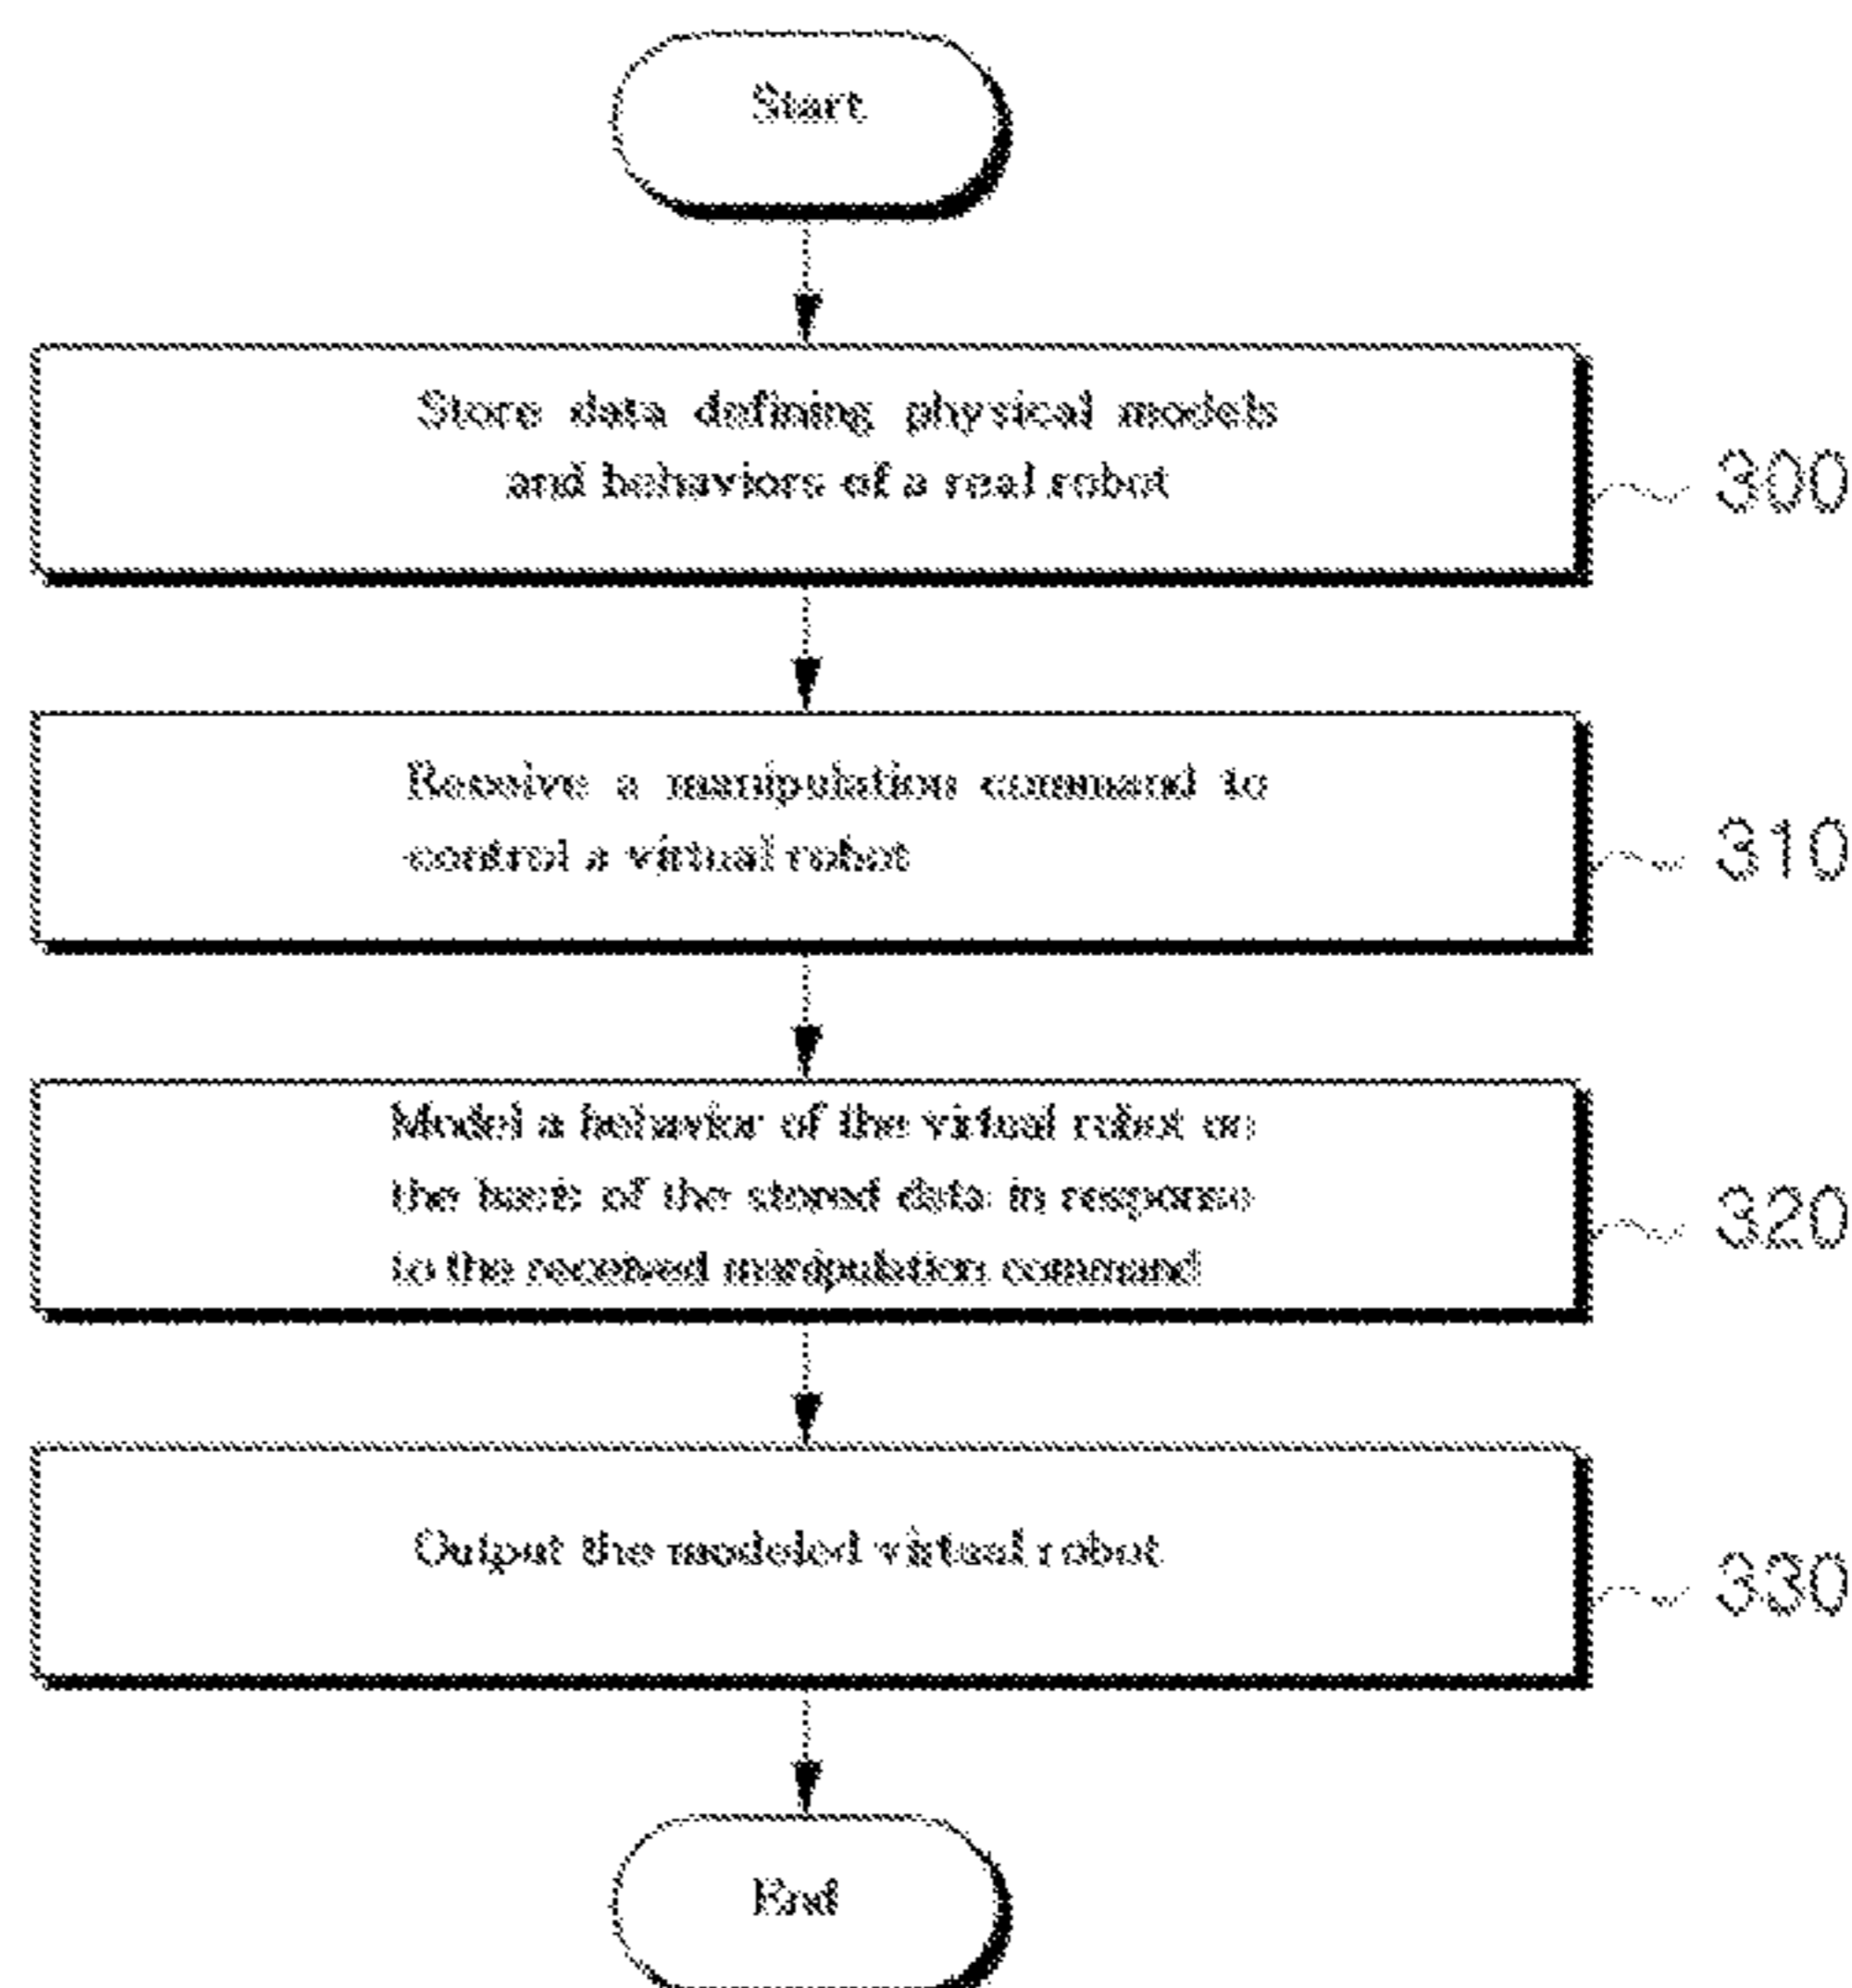 Start
Store data defining physical models
and behaviors of a real robot
300
Receive a manipulation command to
control a virtual robot
310
Model a behavior of the virtual robot on
the basis of the stored data in response
to the received manipulation command
320
Output the modeled virtual robot
330
End